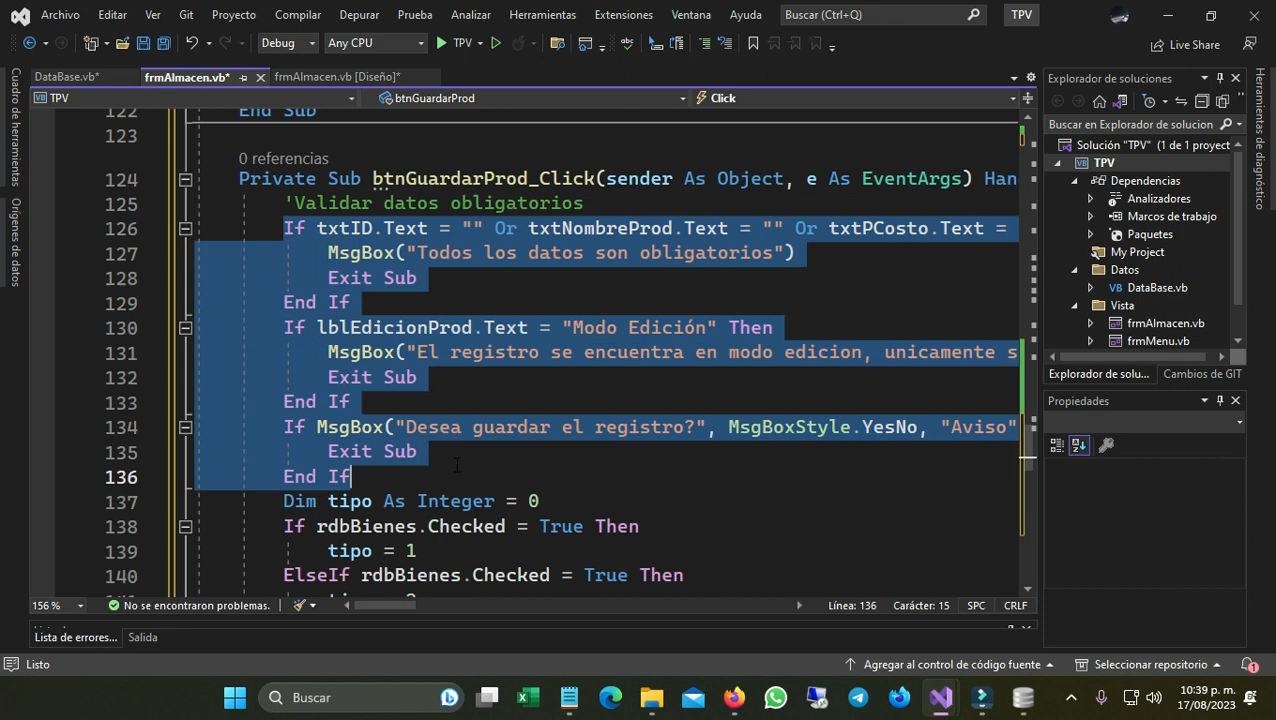 Archivo Editar Ver Git Proyecto Compilar Depurar Prueba Analizar Herramientas Extensiones Ventana Ayuda Buscar (Ctrl+Q) TPV
Debug Any CPU TPV Live Share
DataBase.vb* frmAlmacen.vb* frmAlmacen.vb [Diseño]*
TPV btnGuardarProd Click
Cuadro de herramientas
Orígenes de datos
122 End Sub
123
0 referencias
124 Private Sub btnGuardarProd_Click(sender As Object, e As EventArgs) Han
125 'Validar datos obligatorios
126 If txtID.Text = "" Or txtNombreProd.Text = "" Or txtPCosto.Text =
127 MsgBox("Todos los datos son obligatorios")
128 Exit Sub
129 End If
130 If lblEdicionProd.Text = "Modo Edición" Then
131 MsgBox("El registro se encuentra en modo edicion, unicamente s
132 Exit Sub
133 End If
134 If MsgBox("Desea guardar el registro?", MsgBoxStyle.YesNo, "Aviso"
135 Exit Sub
136 End If
137 Dim tipo As Integer = 0
138 If rdbBienes.Checked = True Then
139 tipo = 1
140 ElseIf rdbBienes.Checked = True Then
156 % No se encontraron problemas. Línea: 136 Carácter: 15 SPC CRLF
Lista de errores... Salida
Explorador de soluciones
Buscar en Explorador de solucion
Solución "TPV" (1 de 1 proyect
TPV
Dependencias
Analizadores
Marcos de trabajo
Paquetes
My Project
Datos
DataBase.vb
Vista
frmAlmacen.vb
frmMenu.vb
Explorador de solu... Cambios de GIT
Propiedades
Herramientas de diagnóstico
Listo Agregar al control de código fuente Seleccionar repositorio 1
Buscar 10:39 p. m.
17/08/2023